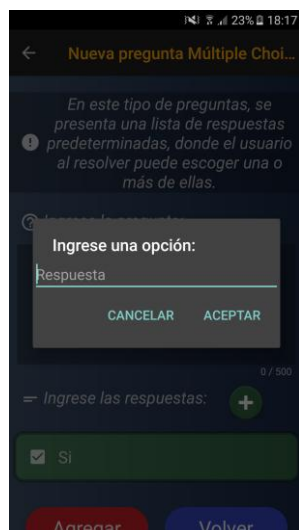 23% 18:17
Nueva pregunta Múltiple Choi...
En este tipo de preguntas, se
presenta una lista de respuestas
predeterminadas, donde el usuario
al resolver puede escoger una o
más de ellas.
Ingrese una opción:
Respuesta
CANCELAR ACEPTAR
0 / 500
Ingrese las respuestas:
Si
Agregar Volver